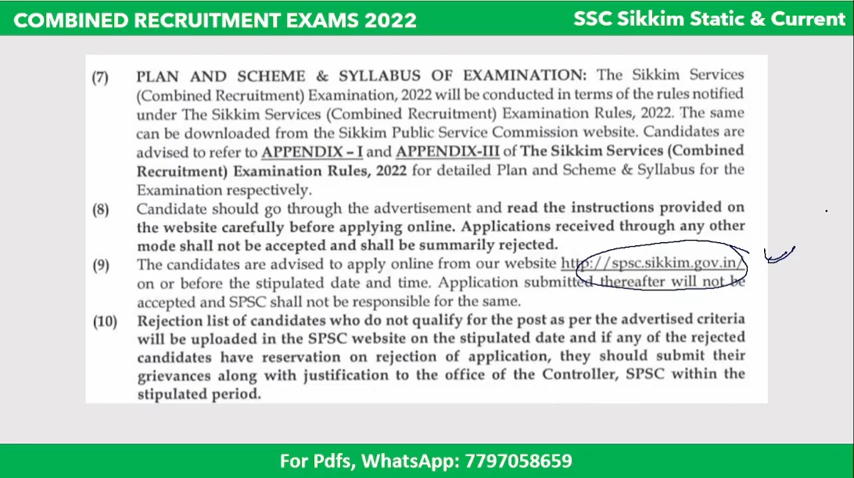 COMBINED RECRUITMENT EXAMS 2022
SSC Sikkim Static & Current
(7) PLAN AND SCHEME & SYLLABUS OF EXAMINATION: The Sikkim Services
(Combined Recruitment) Examination, 2022 will be conducted in terms of the rules notified
under The Sikkim Services (Combined Recruitment) Examination Rules, 2022. The same
can be downloaded from the Sikkim Public Service Commission website. Candidates are
advised to refer to APPENDIX – I and APPENDIX-III of The Sikkim Services (Combined
Recruitment) Examination Rules, 2022 for detailed Plan and Scheme & Syllabus for the
Examination respectively.
(8) Candidate should go through the advertisement and read the instructions provided on
the website carefully before applying online. Applications received through any other
mode shall not be accepted and shall be summarily rejected.
(9) The candidates are advised to apply online from our website http://spsc.sikkim.gov.in/
on or before the stipulated date and time. Application submitted thereafter will not be
accepted and SPSC shall not be responsible for the same.
(10) Rejection list of candidates who do not qualify for the post as per the advertised criteria
will be uploaded in the SPSC website on the stipulated date and if any of the rejected
candidates have reservation on rejection of application, they should submit their
grievances along with justification to the office of the Controller, SPSC within the
stipulated period.
For Pdfs, WhatsApp: 7797058659